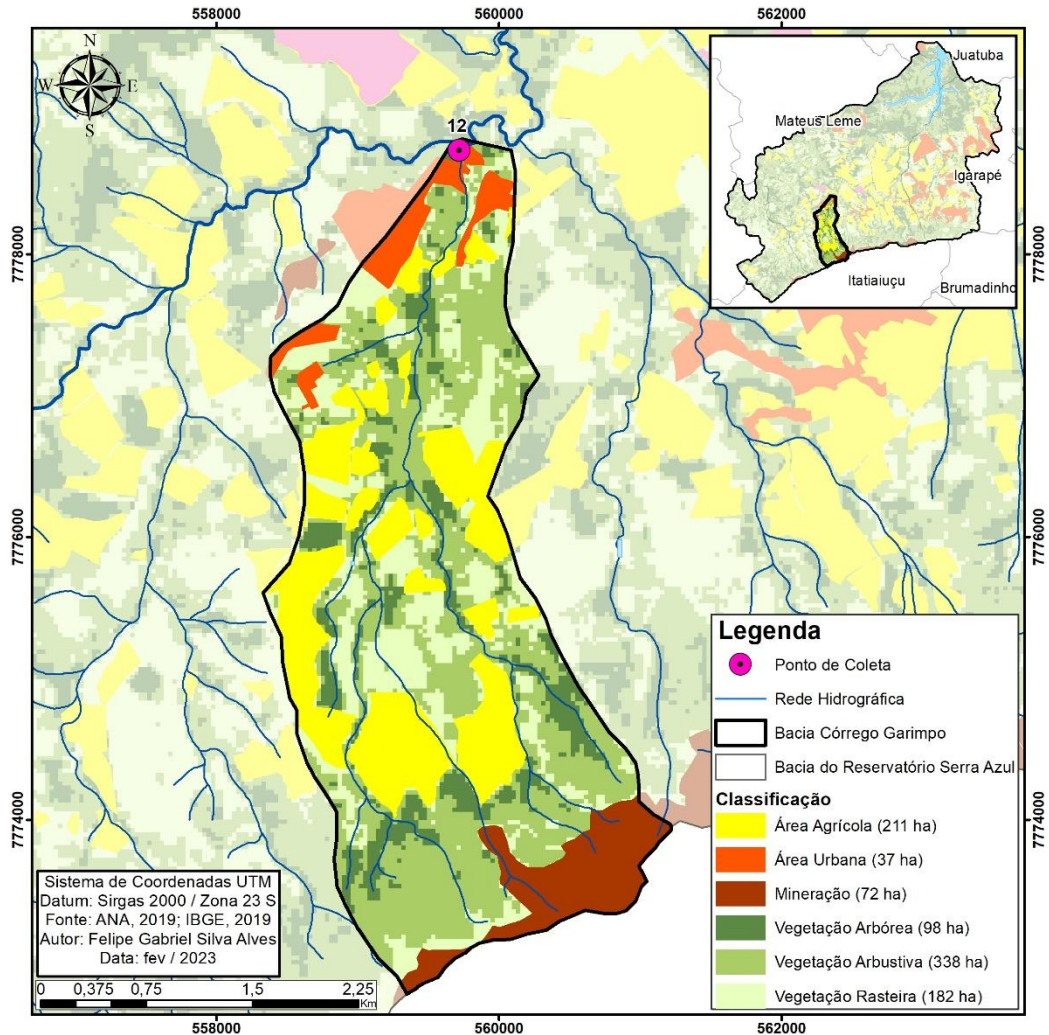 558000
560000
562000
N
W
E
S
12
Juatuba
Mateus Leme
Igarapé
Itatiaiuçu
Brumadinho
7778000
7778000
7776000
7776000
7774000
7774000
Legenda
Ponto de Coleta
Rede Hidrográfica
Bacia Córrego Garimpo
Bacia do Reservatório Serra Azul
Classificação
Área Agrícola (211 ha)
Área Urbana (37 ha)
Mineração (72 ha)
Vegetação Arbórea (98 ha)
Vegetação Arbustiva (338 ha)
Vegetação Rasteira (182 ha)
Sistema de Coordenadas UTM
Datum: Sirgas 2000 / Zona 23 S
Fonte: ANA, 2019; IBGE, 2019
Autor: Felipe Gabriel Silva Alves
Data: fev / 2023
0 0,375 0,75 1,5 2,25
Km
558000
560000
562000